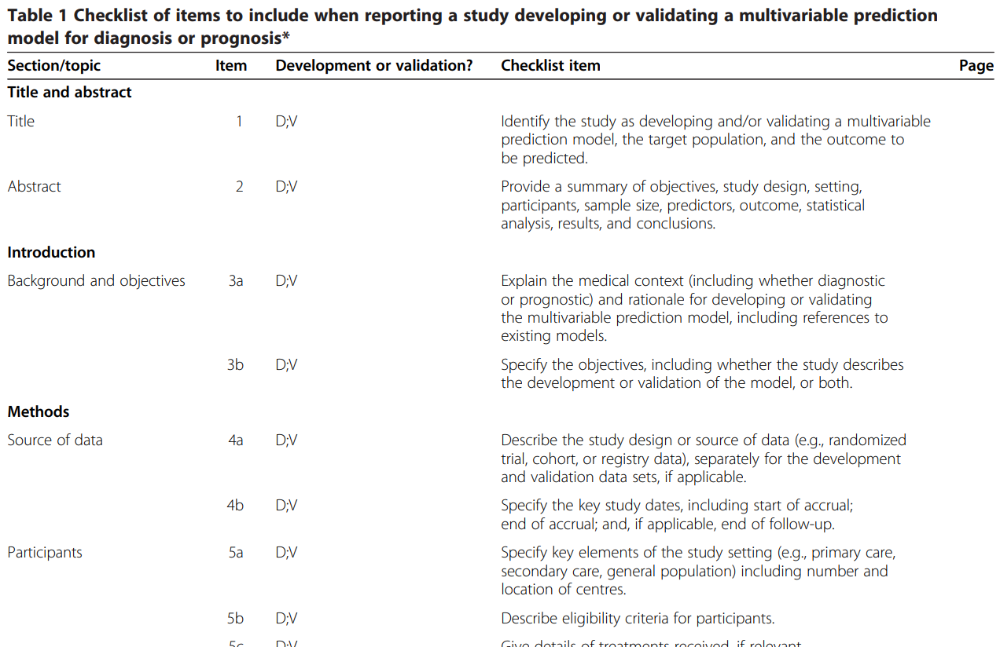 Table 1 Checklist of items to include when reporting a study developing or validating a multivariable prediction
model for diagnosis or prognosis*
Section/topic Item Development or validation? Checklist item Page
Title and abstract
Title 1 D;V Identify the study as developing and/or validating a multivariable
prediction model, the target population, and the outcome to
be predicted.
Abstract 2 D;V Provide a summary of objectives, study design, setting,
participants, sample size, predictors, outcome, statistical
analysis, results, and conclusions.
Introduction
Background and objectives 3a D;V Explain the medical context (including whether diagnostic
or prognostic) and rationale for developing or validating
the multivariable prediction model, including references to
existing models.
3b D;V Specify the objectives, including whether the study describes
the development or validation of the model, or both.
Methods
Source of data 4a D;V Describe the study design or source of data (e.g., randomized
trial, cohort, or registry data), separately for the development
and validation data sets, if applicable.
4b D;V Specify the key study dates, including start of accrual;
end of accrual; and, if applicable, end of follow-up.
Participants 5a D;V Specify key elements of the study setting (e.g., primary care,
secondary care, general population) including number and
location of centres.
5b D;V Describe eligibility criteria for participants.
5c D;V Give details of treatments received, if relevant